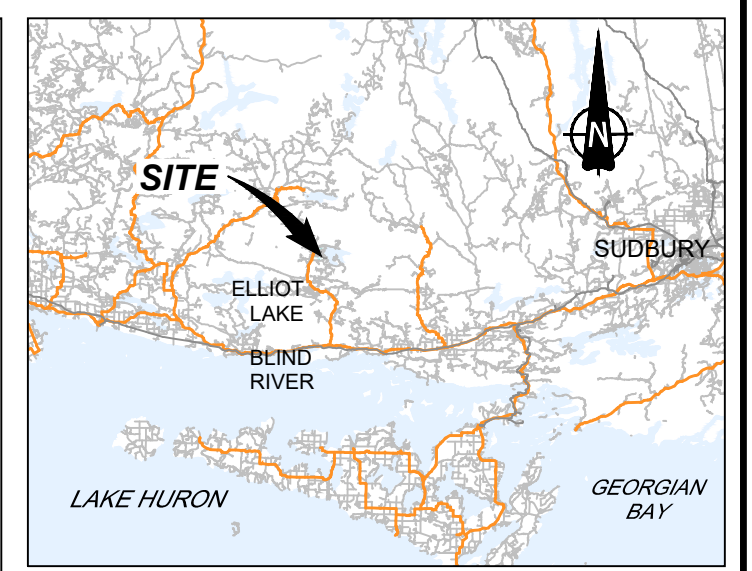 N
SITE
SUDBURY
ELLIOT
LAKE
BLIND
RIVER
LAKE HURON
GEORGIAN
BAY